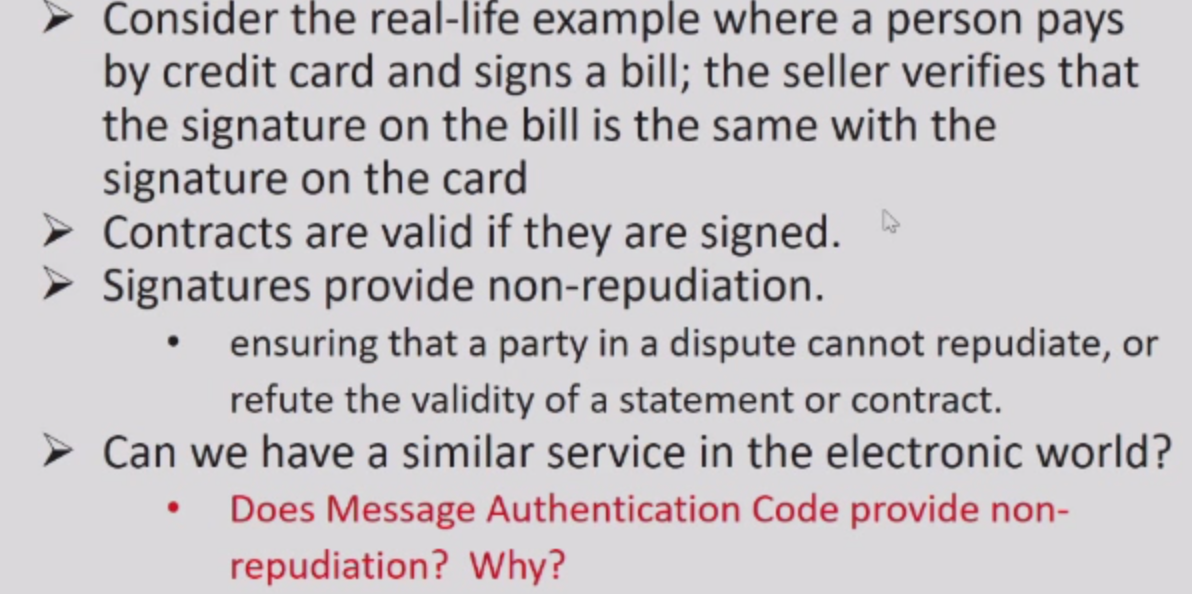 Consider the real-life example where a person pays
by credit card and signs a bill; the seller verifies that
the signature on the bill is the same with the
signature on the card
Contracts are valid if they are signed.
Signatures provide non-repudiation.
ensuring that a party in a dispute cannot repudiate, or
refute the validity of a statement or contract.
Can we have a similar service in the electronic world?
Does Message Authentication Code provide non-
repudiation?  Why?